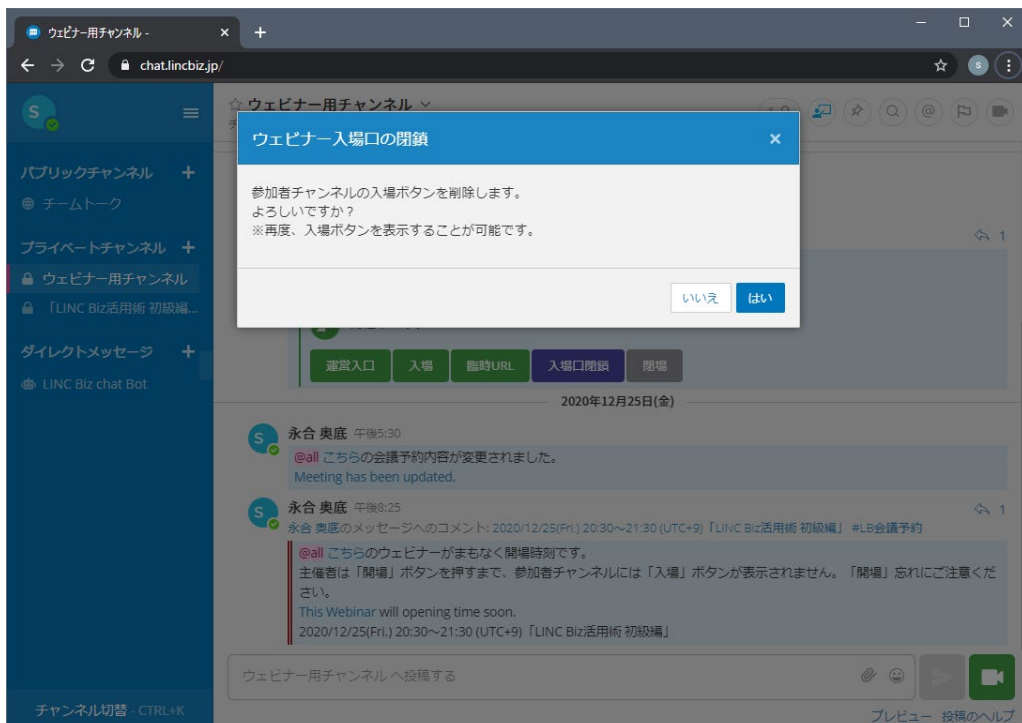 ウェビナー用チャンネル -
chat.lincbiz.jp/
S
S
ウェビナー用チャンネル
パブリックチャンネル +
チームトーク
プライベートチャンネル +
ウェビナー用チャンネル
「LINC Biz活用術 初級編...
ダイレクトメッセージ +
LINC Biz chat Bot
チャンネル切替 - CTRL+K
ウェビナー入場口の閉鎖 ×
参加者チャンネルの入場ボタンを削除します。
よろしいですか？
※再度、入場ボタンを表示することが可能です。
いいえ はい
1
運営入口 入場 臨時URL 入場口閉鎖 閉場
2020年12月25日(金)
S
永合 奥底 午後5:30
@all こちらの会議予約内容が変更されました。
Meeting has been updated.
S
永合 奥底 午後8:25
1
永合 奥底のメッセージへのコメント: 2020/12/25(Fri.) 20:30～21:30 (UTC+9)「LINC Biz活用術 初級編」 #LB会議予約
@all こちらのウェビナーがまもなく開場時刻です。
主催者は「開場」ボタンを押すまで、参加者チャンネルには「入場」ボタンが表示されません。「開場」忘れにご注意くだ
さい。
This Webinar will opening time soon.
2020/12/25(Fri.) 20:30～21:30 (UTC+9)「LINC Biz活用術 初級編」
ウェビナー用チャンネル へ投稿する
プレビュー 投稿のヘルプ